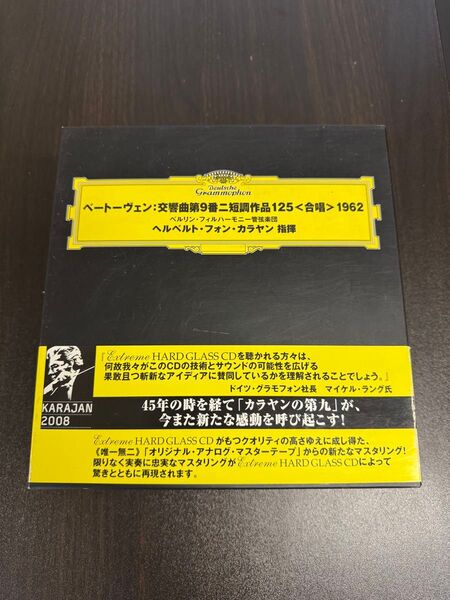 Deutsche
Grammophon
ベートーヴェン:交響曲第9番ニ短調作品125<合唱>1962
ベルリン・フィルハーモニー管弦楽団
ヘルベルト・フォン・カラヤン 指揮
『Extreme HARD GLASS CDを聴かれる方々は、
何故我々がこのCDの技術とサウンドの可能性を広げる
果敢且つ斬新なアイディアに賛同しているかを理解されることでしょう。』
ドイツ・グラモフォン社長 マイケル・ラング氏
KARAJAN
2008
45年の時を経て「カラヤンの第九」が、
今また新たな感動を呼び起こす!
Extreme HARD GLASS CDがもつクオリティの高さゆえに成し得た、
《唯一無二》「オリジナル・アナログ・マスターテープ」からの新たなマスタリング!
限りなく実奏に忠実なマスタリングがExtreme HARD GLASS CDによって
驚きとともに再現されます。